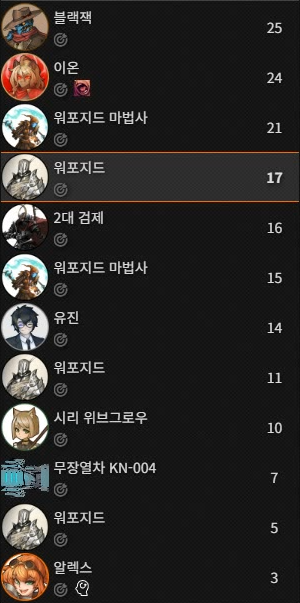 블랙잭 25
이온 24
워포지드 마법사 21
워포지드 17
2대 검제 16
워포지드 마법사 15
유진 14
워포지드 11
시리 위브그로우 10
무장열차 KN-004 7
워포지드 5
알렉스 3